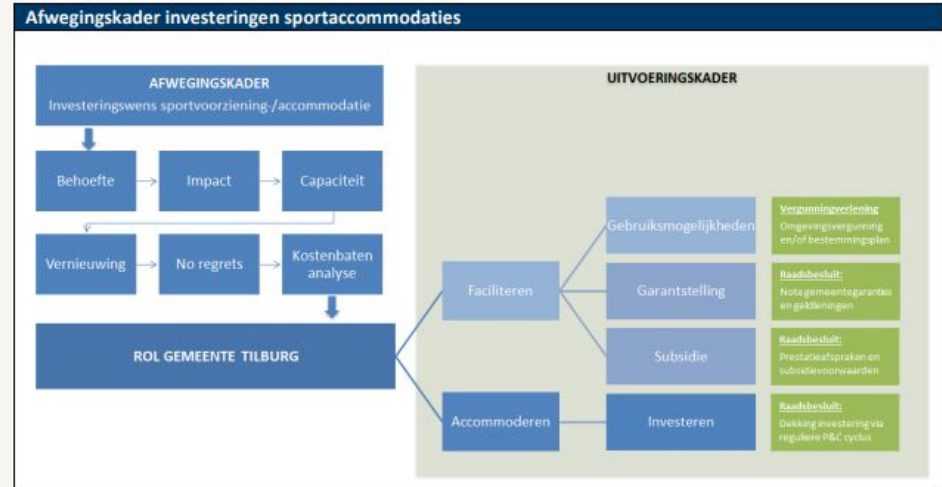 Afwegingskader investeringen sportaccommodaties
AFWEGINGSKADER
Investeringswens sportvoorziening-/accommodatie
Behoefte
Impact
Capaciteit
Vernieuwing
No regrets
Kostenbaten
analyse
ROL GEMEENTE TILBURG
UITVOERINGSKADER
Faciliteren
Accommoderen
Gebruiksmogelijkheden
Garantstelling
Subsidie
Investeren
Vergunningverlening
Omgevingsvergunning
en/of bestemmingsplan
Raadsbesluit:
Nota gemeentegaranties
en geldleningen
Raadsbesluit:
Prestatieafspraken en
subsidievoorwaarden
Raadsbesluit:
Dekking investering via
reguliere P&C cyclus